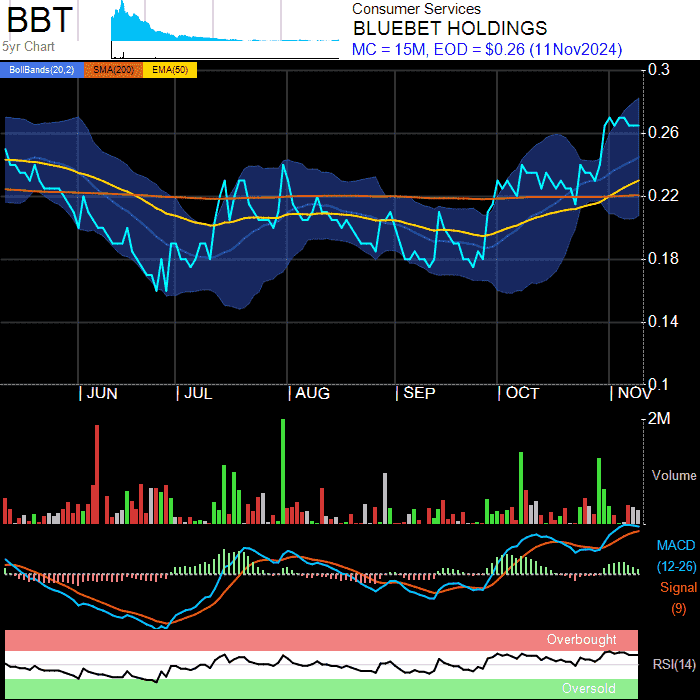 BBT
5yr Chart
Consumer Services
BLUEBET HOLDINGS
MC = 15M, EOD = $0.26 (11Nov2024)
BollBands(20,2) SMA(200) EMA(50)
0.3
0.26
0.22
0.18
0.14
0.1
| JUN | JUL | AUG | SEP | OCT | NOV
2M
Volume
MACD
(12-26)
Signal
(9)
Overbought
RSI(14)
Oversold